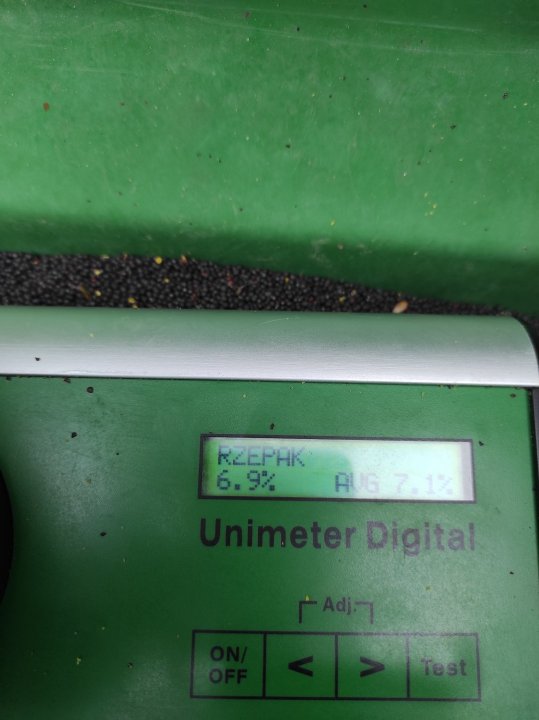 RZEPAK
6.9% AVG 7.1%
Unimeter Digital
Adj.
ON/
OFF < > Test